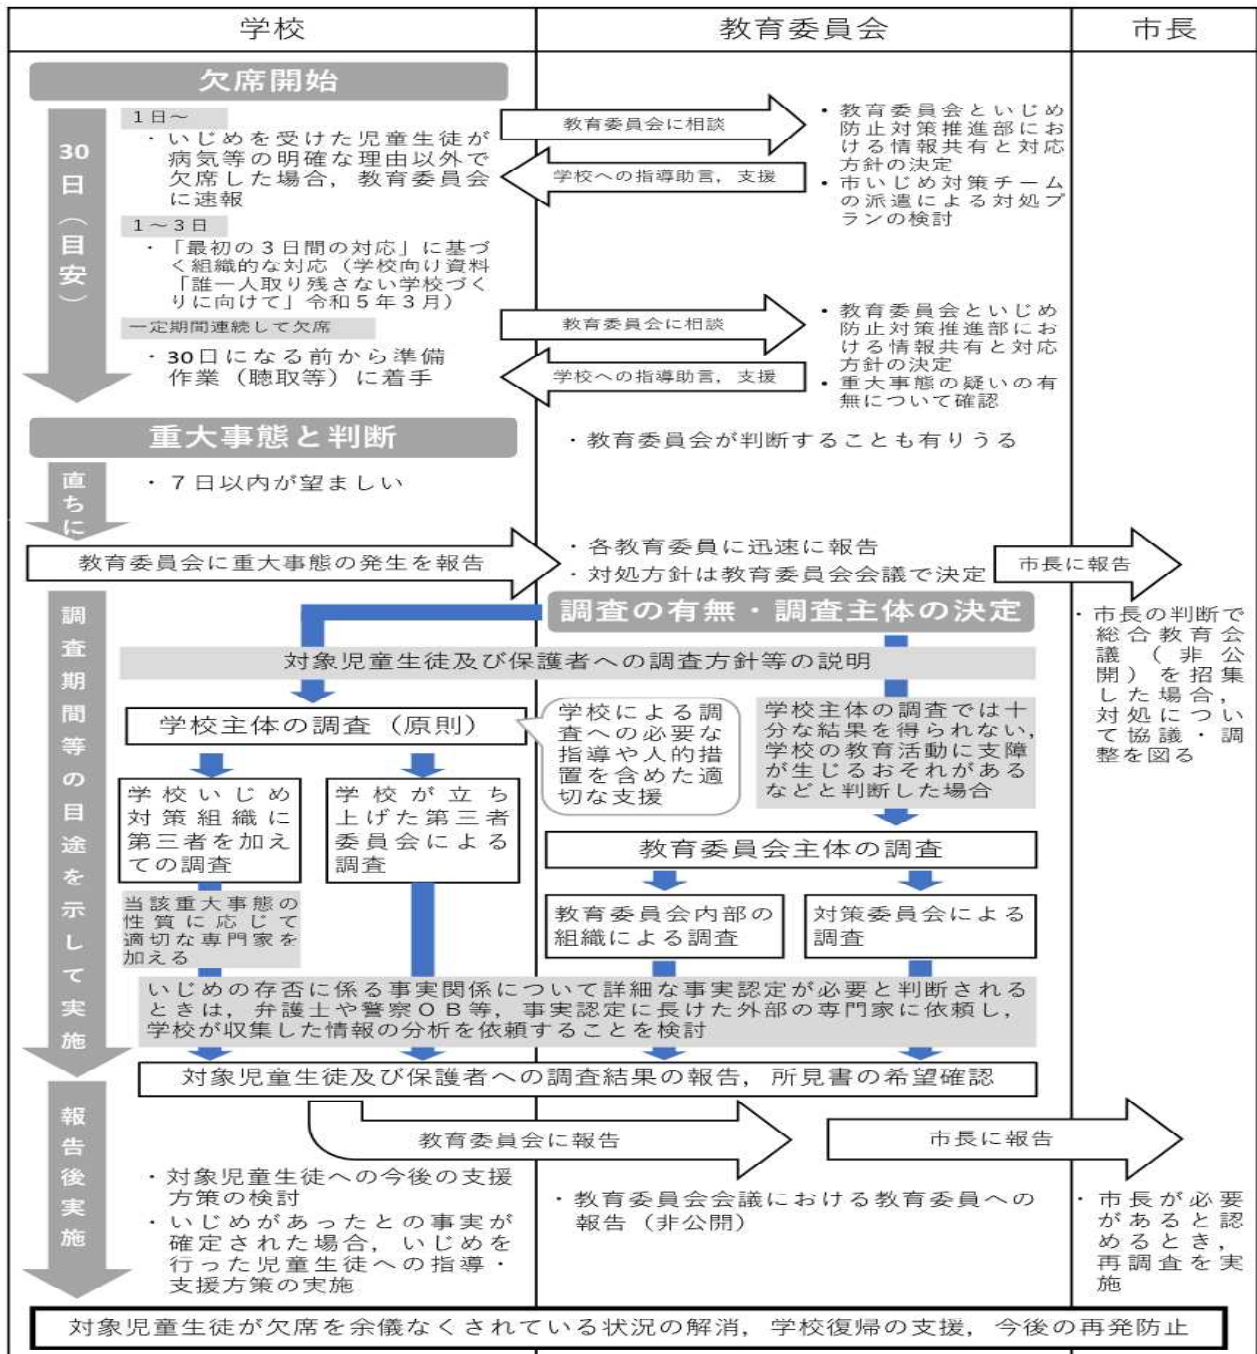 学校
教育委員会
市長
欠席開始
30日（目安）
1日～
・いじめを受けた児童生徒が
病気等の明確な理由以外で
欠席した場合，教育委員会
に速報
教育委員会に相談
学校への指導助言，支援
・教育委員会といじめ
防止対策推進部にお
ける情報共有と対応
方針の決定
・市いじめ対策チーム
の派遣による対処プ
ランの検討
1～3日
・「最初の３日間の対応」に基づ
く組織的な対応（学校向け資料
「誰一人取り残さない学校づく
りに向けて」令和５年３月）
一定期間連続して欠席
・30日になる前から準備
作業（聴取等）に着手
教育委員会に相談
学校への指導助言，支援
・教育委員会といじめ
防止対策推進部にお
ける情報共有と対応
方針の決定
・重大事態の疑いの有
無について確認
重大事態と判断
・教育委員会が判断することも有りうる
直ちに
・７日以内が望ましい
教育委員会に重大事態の発生を報告
・各教育委員に迅速に報告
・対処方針は教育委員会会議で決定
市長に報告
調査期間等の目途を示して実施
調査の有無・調査主体の決定
・市長の判断で
総合教育会
議（非公
開）を招集
した場合，
対処につい
て協議・調
整を図る
対象児童生徒及び保護者への調査方針等の説明
学校主体の調査（原則）
学校による調
査への必要な
指導や人的措
置を含めた適
切な支援
学校主体の調査では十
分な結果を得られない，
学校の教育活動に支障
が生じるおそれがある
などと判断した場合
学校いじめ
対策組織に
第三者を加え
ての調査
学校が立ち
上げた第三者
委員会による
調査
教育委員会主体の調査
当該重大事態の
性質に応じて
適切な専門家を
加える
教育委員会内部の
組織による調査
対策委員会による
調査
いじめの存否に係る事実関係について詳細な事実認定が必要と判断される
ときは，弁護士や警察ＯＢ等，事実認定に長けた外部の専門家に依頼し，
学校が収集した情報の分析を依頼することを検討
対象児童生徒及び保護者への調査結果の報告，所見書の希望確認
報告後実施
教育委員会に報告
市長に報告
・対象児童生徒への今後の支援
方策の検討
・いじめがあったとの事実が
確定された場合，いじめを
行った児童生徒への指導・
支援方策の実施
・教育委員会会議における教育委員への
報告（非公開）
・市長が必要
があると認
めるとき，
再調査を実
施
対象児童生徒が欠席を余儀なくされている状況の解消，学校復帰の支援，今後の再発防止